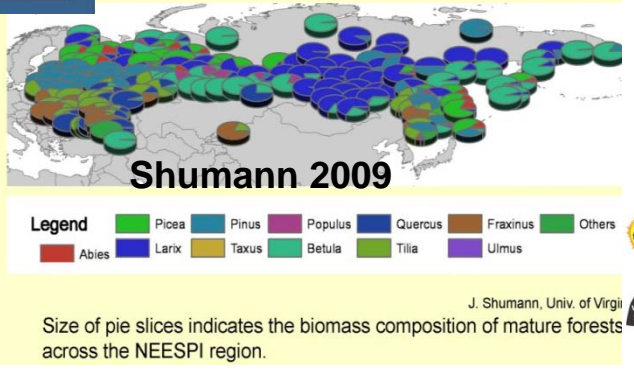 Shumann 2009
Legend
Picea Pinus Populus Quercus Fraxinus Others
Abies Larix Taxus Betula Tilia Ulmus
J. Shumann, Univ. of Virgi
Size of pie slices indicates the biomass composition of mature forests
across the NEESPI region.